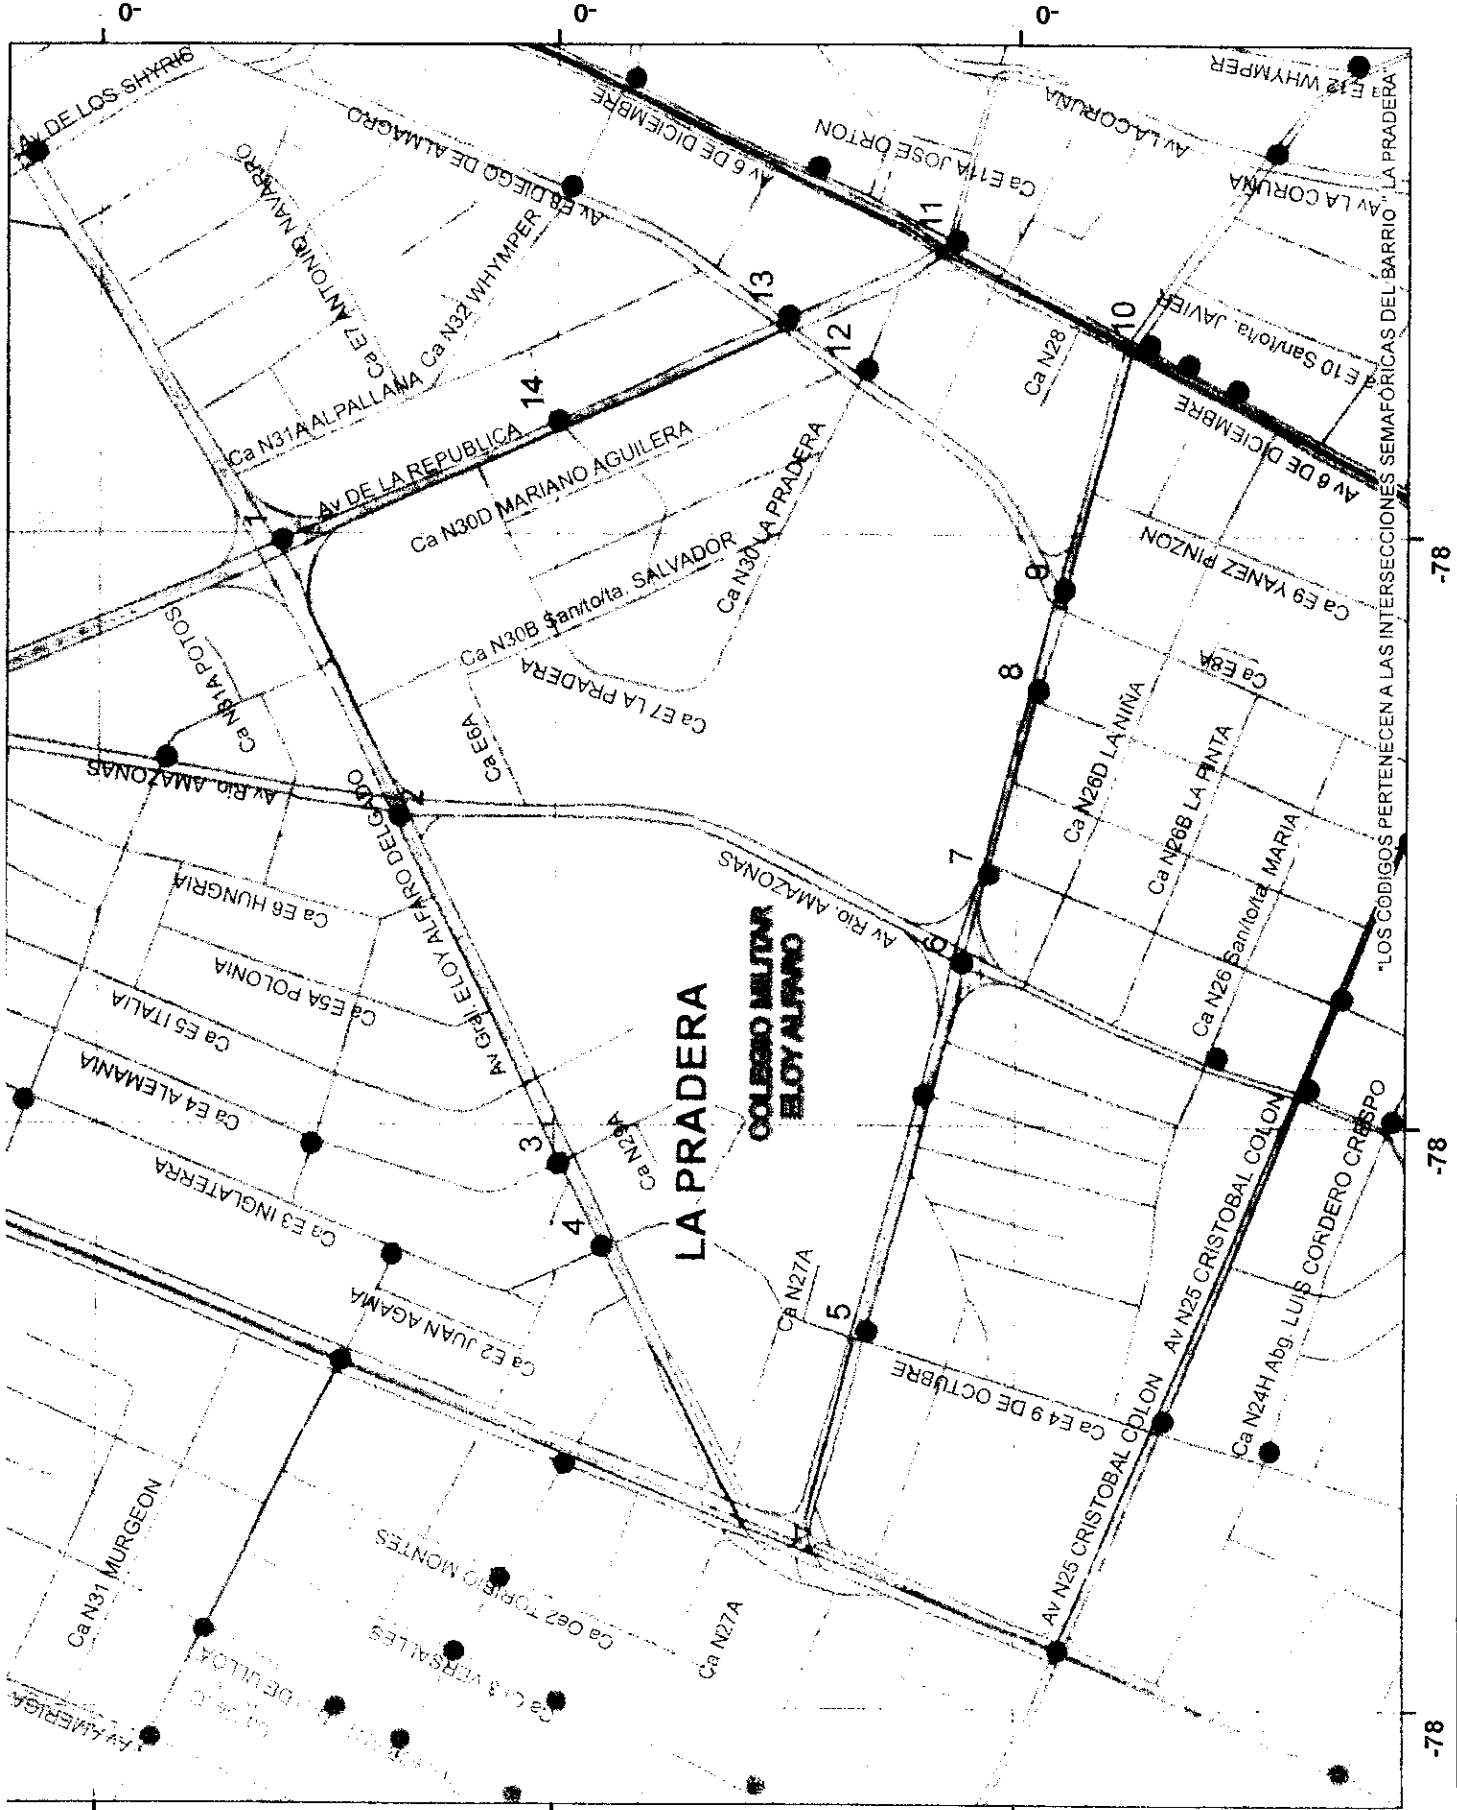 0-
0-
0-
Av DE LOS SHYRIS
Av. E8 DIEGO DE ALMAGRO
Av 6 DE DICIEMBRE
Ca E11A JOSE ORTON
Av LA CORUÑA
E12 WHYMPER
Ca E7 ANTONIO NAVARRO
Ca N32 WHYMPER
Av LA CORUÑA
11
13
12
10
Ca N28
Ca E10 San/to/ta. JAVIER
Ca N31A ALPALLANA
14
Av DE LA REPUBLICA
Ca N30D MARIANO AGUILERA
Ca N30 LA PRADERA
Av 6 DE DICIEMBRE
1
Ca N30B San/to/ta. SALVADOR
9
Ca E9 YANEZ PINZON
-78
Ca N31A POTOS
Ca E7 LA PRADERA
8
Ca E8A
Ca E6A
Av Rio. AMAZONAS
2
Ca N26D LA NIÑA
Ca N26B LA PINTA
Av Gral. ELOY ALFARO DELGADO
7
Ca E6 HUNGRIA
Av Rio. AMAZONAS
Ca N26 San/to/ta. MARIA
6
Ca E5A POLONIA
Ca E5 ITALIA
COLEGIO MILITAR
ELOY ALFARO
LA PRADERA
Ca E4 ALEMANIA
3
Ca N29A
Ca E3 INGLATERRA
4
Av N25 CRISTOBAL COLON
Ca N24H Abg. LUIS CORDERO CRESPO
-78
Ca N27A
5
Ca E2 JUAN AGAMA
Ca E4 9 DE OCTUBRE
Av N25 CRISTOBAL COLON
Ca N31 MURGEON
Ca Oe2 TORIBIO MONTES
Av N25 CRISTOBAL COLON
Ca N27A
VERSALLES
DE ULLOA
Av AMERICA
-78
"LOS CODIGOS PERTENECEN A LAS INTERSECCIONES SEMAFORICAS DEL BARRIO " LA PRADERA"